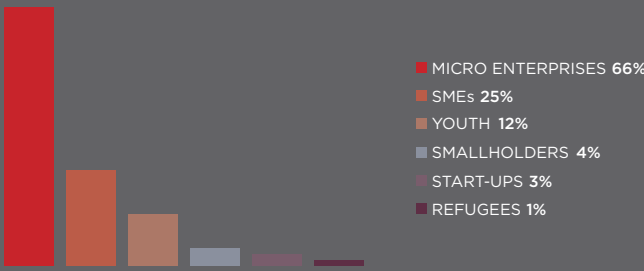 MICRO ENTERPRISES 66%
SMEs 25%
YOUTH 12%
SMALLHOLDERS 4%
START-UPS 3%
REFUGEES 1%